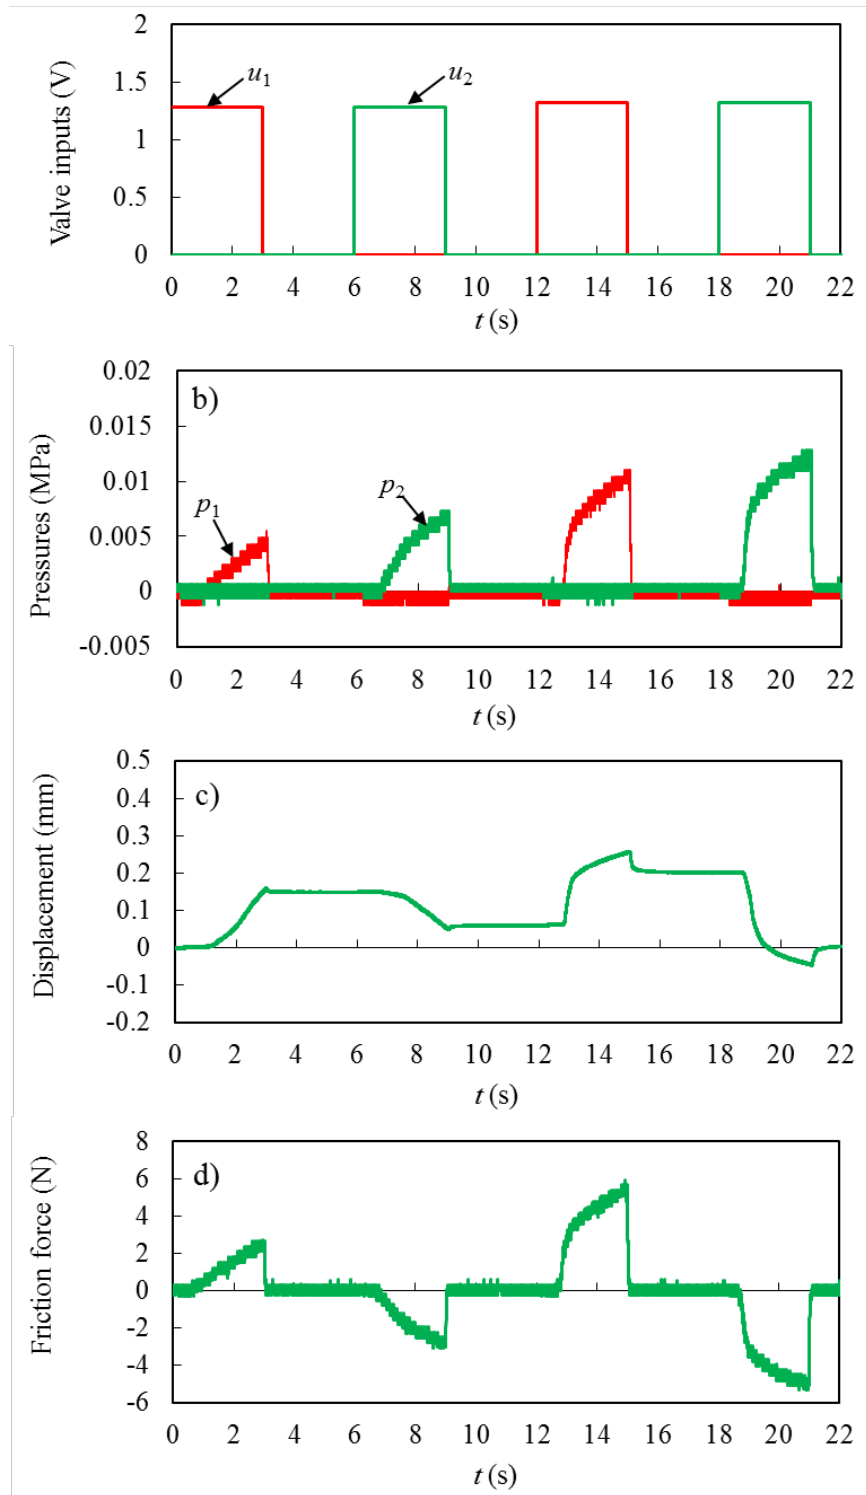 Valve inputs (V)
2
1.5
1
0.5
0
u1
u2
0 2 4 6 8 10 12 14 16 18 20 22
t (s)
Pressures (MPa)
0.02
0.015
0.01
0.005
0
-0.005
b)
p1
p2
0 2 4 6 8 10 12 14 16 18 20 22
t (s)
Displacement (mm)
0.5
0.4
0.3
0.2
0.1
0
-0.1
-0.2
c)
0 2 4 6 8 10 12 14 16 18 20 22
t (s)
Friction force (N)
8
6
4
2
0
-2
-4
-6
d)
0 2 4 6 8 10 12 14 16 18 20 22
t (s)